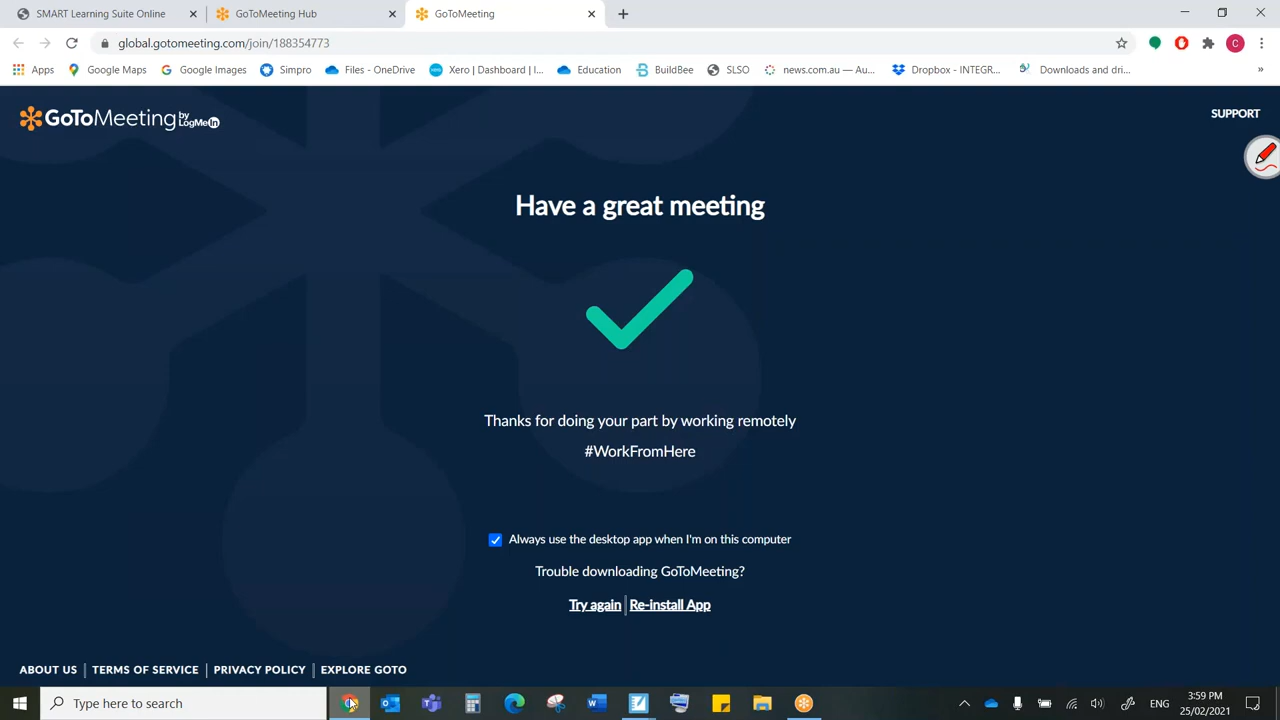 SMART Learning Suite Online
GoToMeeting Hub
GoToMeeting
global.gotomeeting.com/join/188354773
C
Apps
Google Maps
Google Images
Simpro
Files - OneDrive
Xero | Dashboard | I...
Education
BuildBee
SLSO
news.com.au — Au...
Dropbox - INTEGR...
Downloads and dri...
»
GoToMeeting by LogMeIn
SUPPORT
Have a great meeting
Thanks for doing your part by working remotely
#WorkFromHere
Always use the desktop app when I'm on this computer
Trouble downloading GoToMeeting?
Try again | Re-install App
ABOUT US | TERMS OF SERVICE | PRIVACY POLICY | EXPLORE GOTO
Type here to search
ENG
3:59 PM
25/02/2021